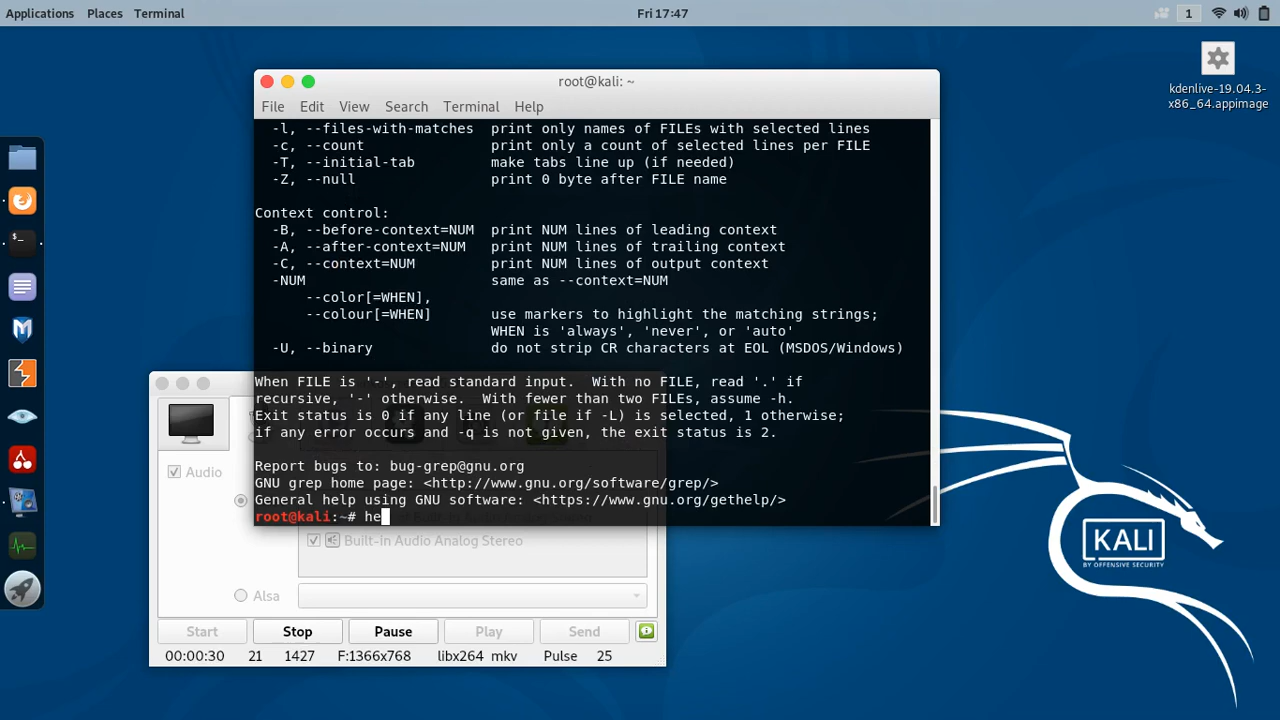 Applications Places Terminal Fri 17:47 1
kdenlive-19.04.3-
x86_64.appimage
root@kali: ~
File Edit View Search Terminal Help
-l, --files-with-matches print only names of FILEs with selected lines
-c, --count print only a count of selected lines per FILE
-T, --initial-tab make tabs line up (if needed)
-Z, --null print 0 byte after FILE name
Context control:
-B, --before-context=NUM print NUM lines of leading context
-A, --after-context=NUM print NUM lines of trailing context
-C, --context=NUM print NUM lines of output context
-NUM same as --context=NUM
--color[=WHEN],
--colour[=WHEN] use markers to highlight the matching strings;
WHEN is 'always', 'never', or 'auto'
-U, --binary do not strip CR characters at EOL (MSDOS/Windows)
When FILE is '-', read standard input. With no FILE, read '.' if
recursive, '-' otherwise. With fewer than two FILEs, assume -h.
Exit status is 0 if any line (or file if -L) is selected, 1 otherwise;
if any error occurs and -q is not given, the exit status is 2.
Report bugs to: bug-grep@gnu.org
GNU grep home page: <http://www.gnu.org/software/grep/>
General help using GNU software: <https://www.gnu.org/gethelp/>
root@kali:~# he
Audio
Built-in Audio Analog Stereo
Alsa
Start Stop Pause Play Send
00:00:30 21 1427 F:1366x768 libx264 mkv Pulse 25
KALI
BY OFFENSIVE SECURITY